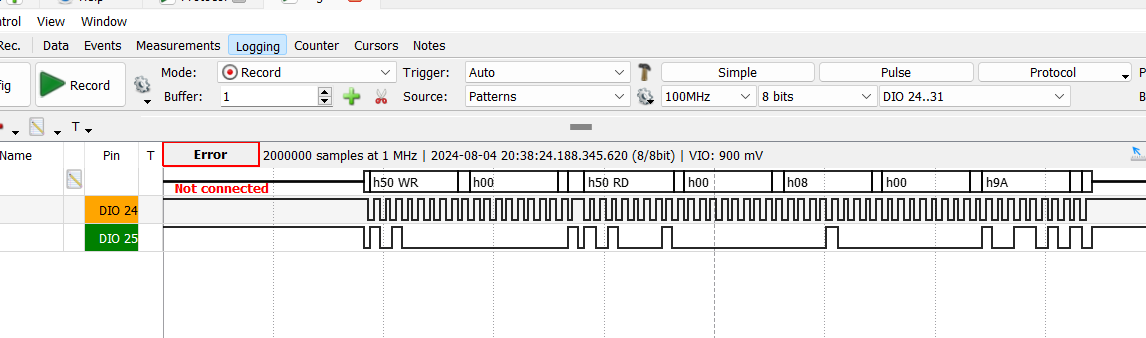 ntrol View Window
Rec. Data Events Measurements Logging Counter Cursors Notes
fig Record Mode: Record Trigger: Auto Simple Pulse Protocol
Buffer: 1 Source: Patterns 100MHz 8 bits DIO 24..31
T
Name Pin T Error 2000000 samples at 1 MHz | 2024-08-04 20:38:24.188.345.620 (8/8bit) | VIO: 900 mV
Not connected h50 WR h00 h50 RD h00 h08 h00 h9A
DIO 24
DIO 25